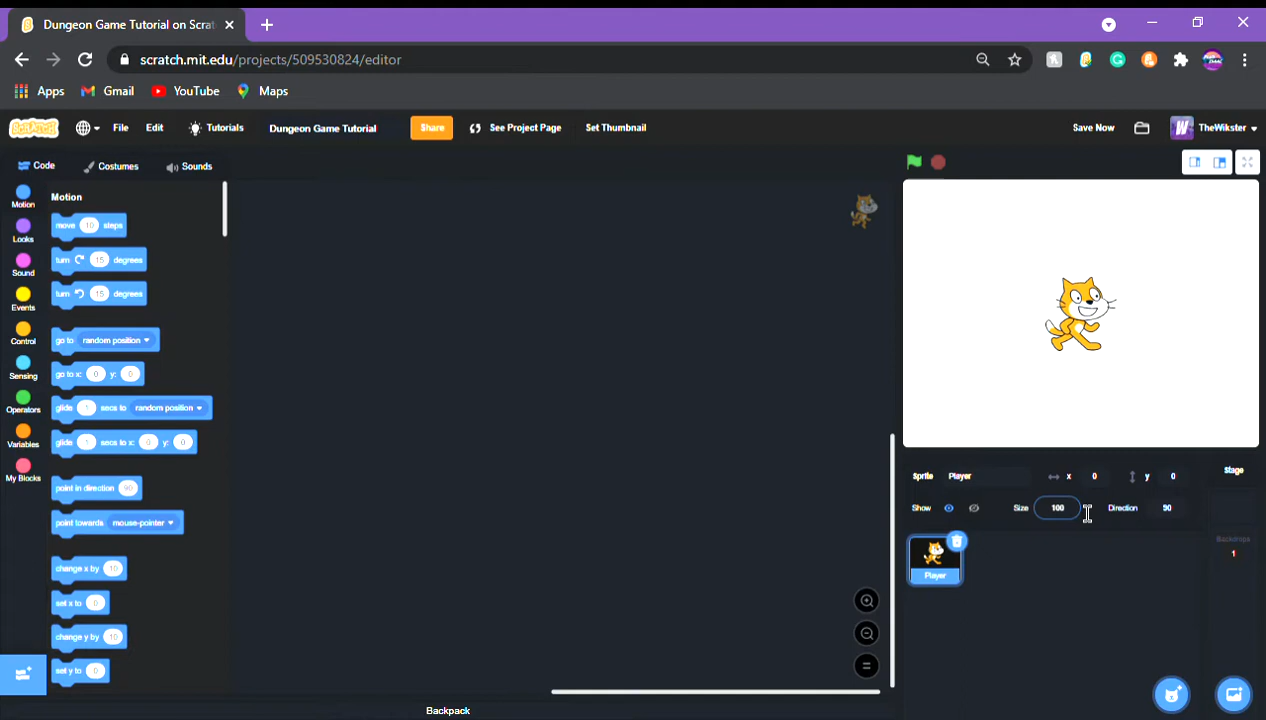 Dungeon Game Tutorial on Scrat
scratch.mit.edu/projects/509530824/editor
Apps Gmail YouTube Maps
SCRATCH File Edit Tutorials Dungeon Game Tutorial Share See Project Page Set Thumbnail Save Now W TheWikster
Code Costumes Sounds
Motion
Looks
Sound
Events
Control
Sensing
Operators
Variables
My Blocks
Motion
move 10 steps
turn 15 degrees
turn 15 degrees
go to random position
go to x: 0 y: 0
glide 1 secs to random position
glide 1 secs to x: 0 y: 0
point in direction 90
point towards mouse-pointer
change x by 10
set x to 0
change y by 10
set y to 0
Backpack
Sprite Player x 0 y 0
Show Size 100 Direction 90
Player
Stage
Backdrops
1